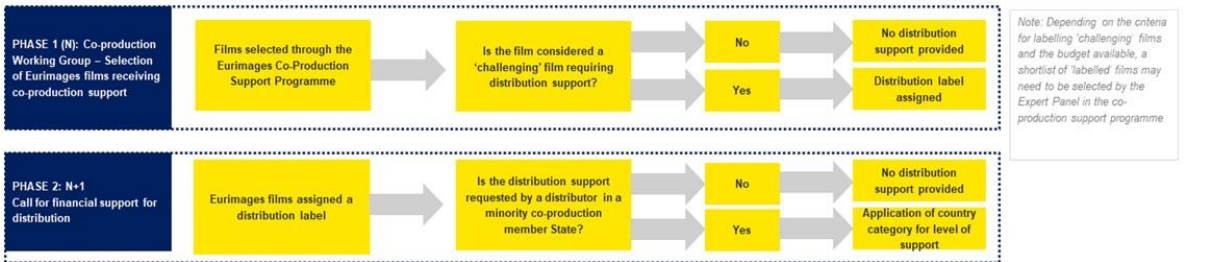 PHASE 1 (N): Co-production
Working Group – Selection
of Eurimages films receiving
co-production support
Films selected through the
Eurimages Co-Production
Support Programme
Is the film considered a
'challenging' film requiring
distribution support?
No
Yes
No distribution
support provided
Distribution label
assigned
Note: Depending on the criteria
for labelling 'challenging' films
and the budget available, a
shortlist of 'labelled' films may
need to be selected by the
Expert Panel in the co-
production support programme
PHASE 2: N+1
Call for financial support for
distribution
Eurimages films assigned a
distribution label
Is the distribution support
requested by a distributor in a
minority co-production
member State?
No
Yes
No distribution
support provided
Application of country
category for level of
support